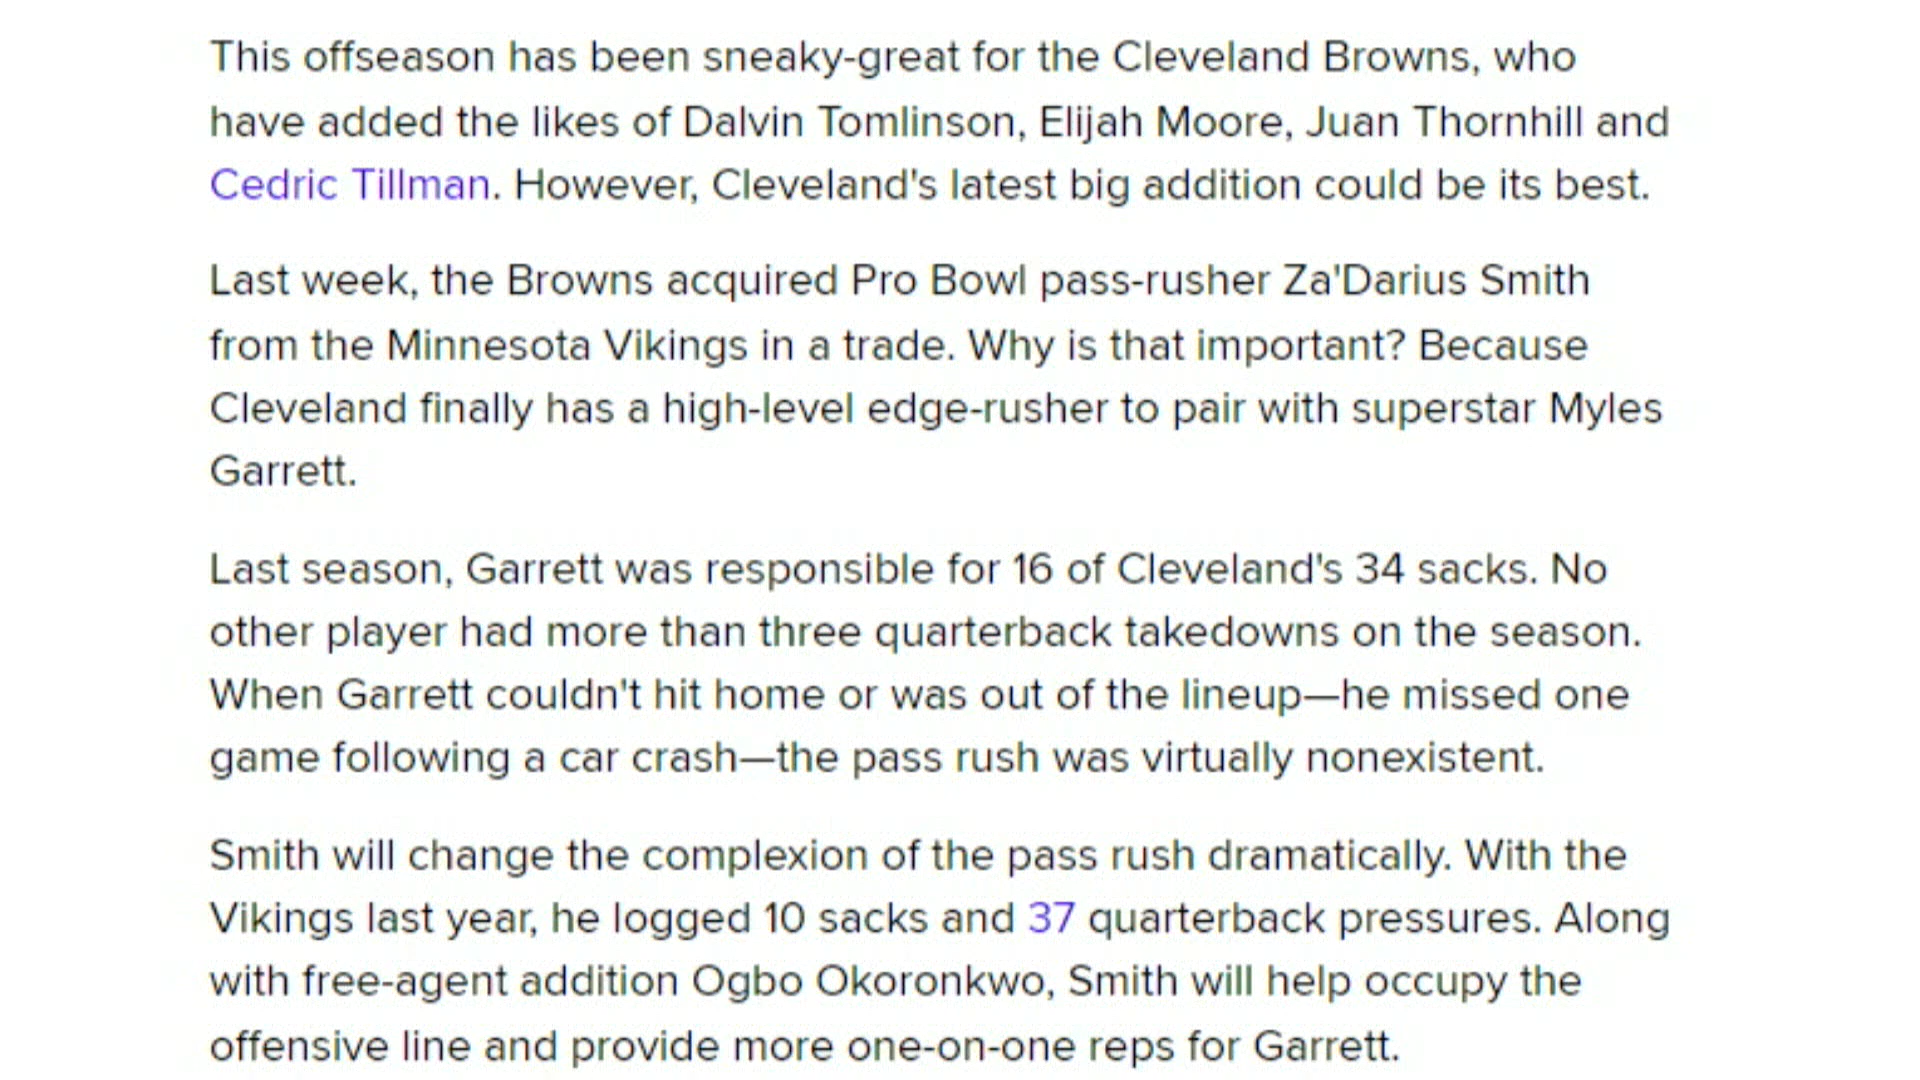 This offseason has been sneaky-great for the Cleveland Browns, who
have added the likes of Dalvin Tomlinson, Elijah Moore, Juan Thornhill and
Cedric Tillman. However, Cleveland's latest big addition could be its best.
Last week, the Browns acquired Pro Bowl pass-rusher Za'Darius Smith
from the Minnesota Vikings in a trade. Why is that important? Because
Cleveland finally has a high-level edge-rusher to pair with superstar Myles
Garrett.
Last season, Garrett was responsible for 16 of Cleveland's 34 sacks. No
other player had more than three quarterback takedowns on the season.
When Garrett couldn't hit home or was out of the lineup—he missed one
game following a car crash—the pass rush was virtually nonexistent.
Smith will change the complexion of the pass rush dramatically. With the
Vikings last year, he logged 10 sacks and 37 quarterback pressures. Along
with free-agent addition Ogbo Okoronkwo, Smith will help occupy the
offensive line and provide more one-on-one reps for Garrett.